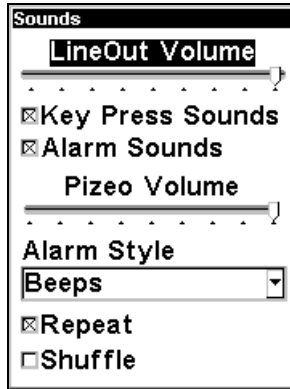 Sounds
LineOut Volume
Key Press Sounds
Alarm Sounds
Pizeo Volume
Alarm Style
Beeps
Repeat
Shuffle